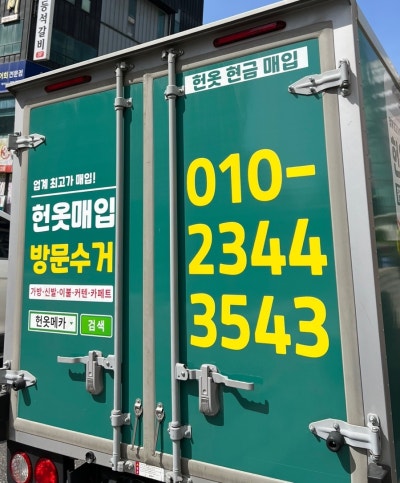 동석갈비
헌옷 현금 매입
업계 최고가 매입!
헌옷매입
방문수거
가방·신발·이불·커텐·카페트
헌옷메카
검색
010-
2344
3543